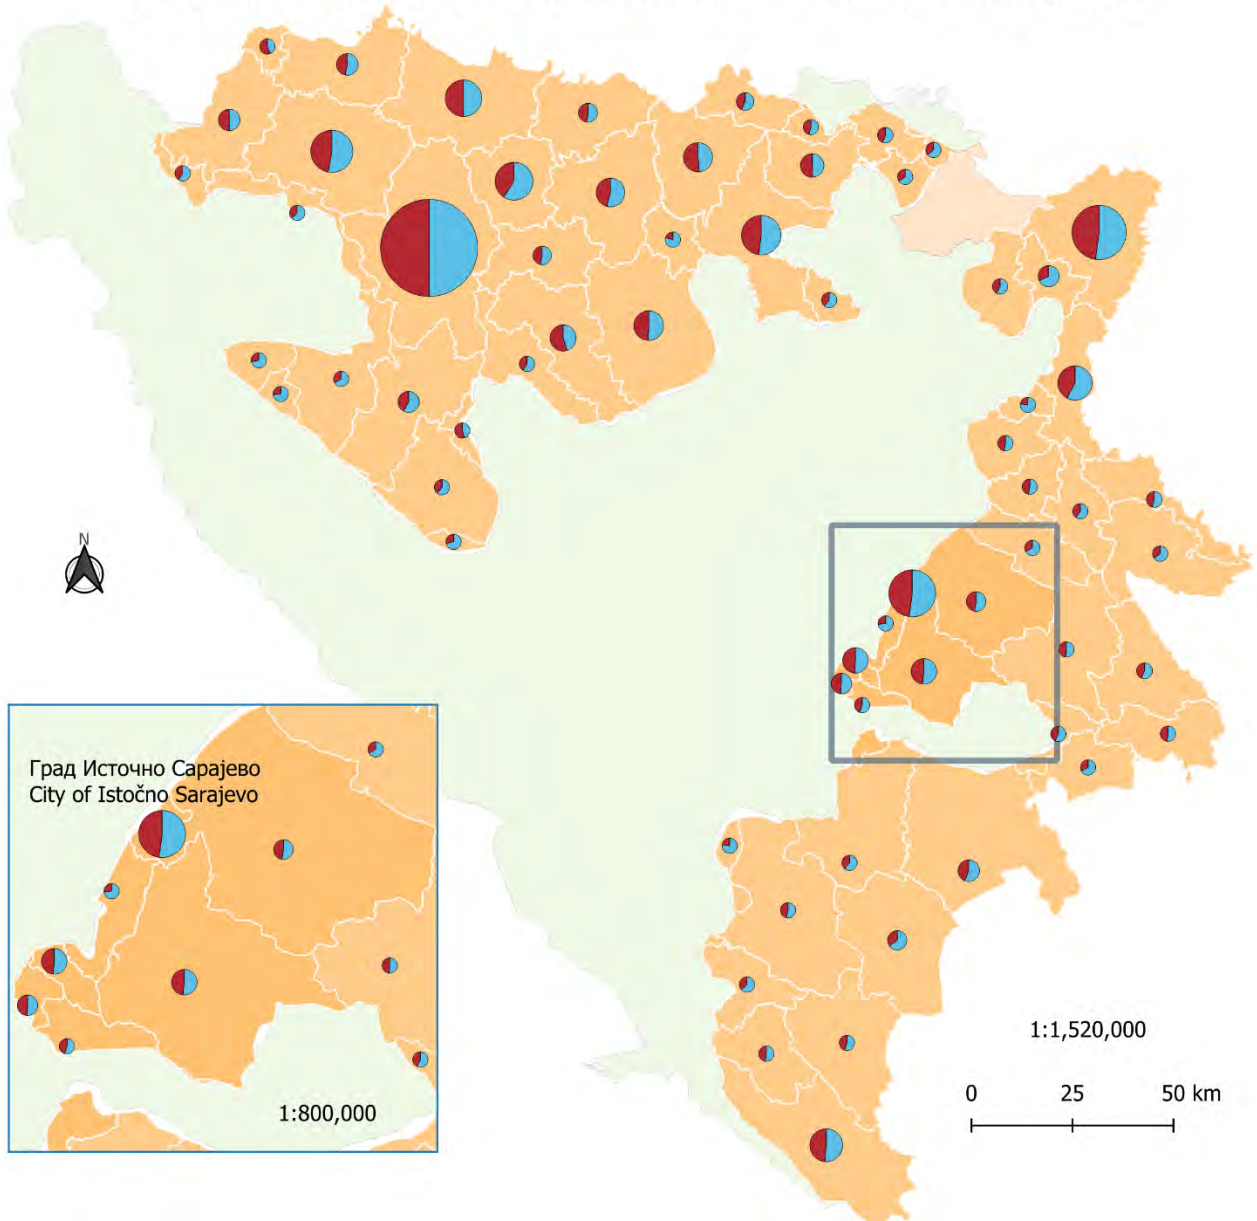 N
Град Источно Сарајево
City of Istočno Sarajevo
1:800,000
1:1,520,000
0 25 50 km